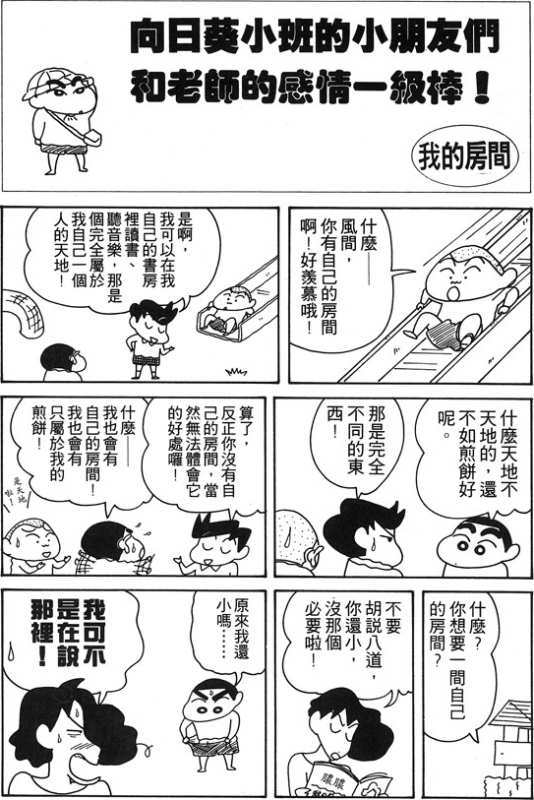 向日葵小班的小朋友們
和老師的感情一級棒！
我的房間
什麼——
風間，
你有自己的房間
啊！好羨慕哦！
是啊，
我可以在我
自己的書房
裡讀書、
聽音樂，那是
個完全屬於
我自己一個
人的天地！
什麼天地不
天地的，還
不如煎餅好
呢。
那是完全
不同的東
西！
算了，
反正你沒有自
己的房間，當
然無法體會它
的好處囉！
什麼——
我也會有
自己的房間！
我也會有
只屬於我的
煎餅！
是天地
啦！
什麼？
你想要一間自己
的房間？
不要
胡說八道，
你還小，
沒那個
必要啦！
原來我還
小嗎……
我可不
是在說
那裡！